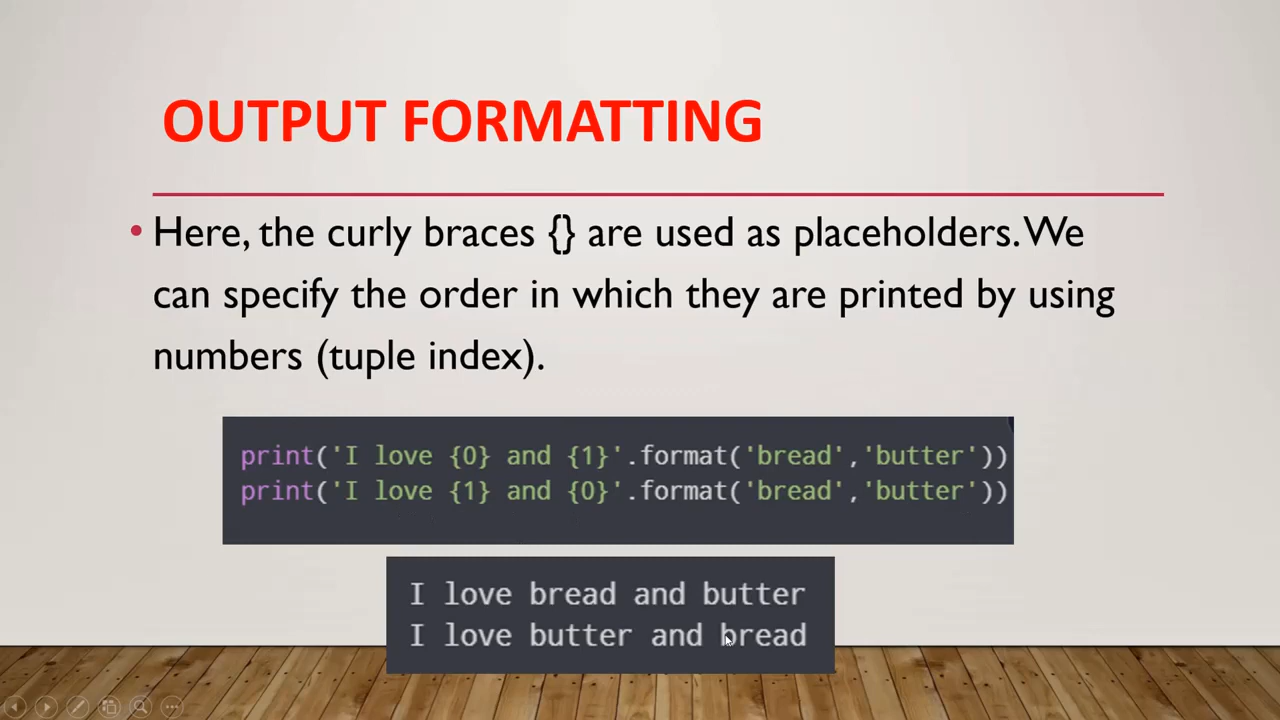 OUTPUT FORMATTING
• Here, the curly braces {} are used as placeholders. We
can specify the order in which they are printed by using
numbers (tuple index).
print('I love {0} and {1}'.format('bread','butter'))
print('I love {1} and {0}'.format('bread','butter'))
I love bread and butter
I love butter and bread